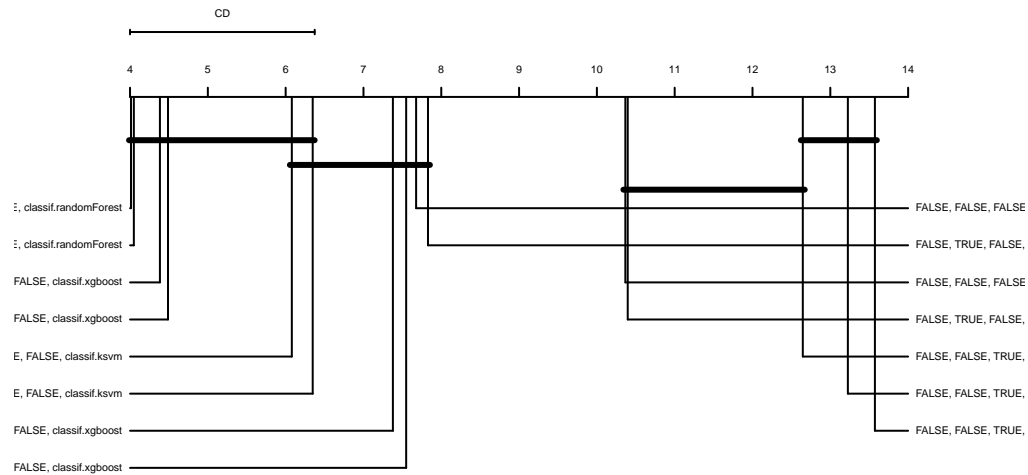 CD
4 5 6 7 8 9 10 11 12 13 14
E, classif.randomForest FALSE, FALSE, FALSE
E, classif.randomForest FALSE, TRUE, FALSE,
FALSE, classif.xgboost FALSE, FALSE, FALSE
FALSE, classif.xgboost FALSE, TRUE, FALSE,
E, FALSE, classif.ksvm FALSE, FALSE, TRUE,
E, FALSE, classif.ksvm FALSE, FALSE, TRUE,
FALSE, classif.xgboost FALSE, FALSE, TRUE,
FALSE, classif.xgboost